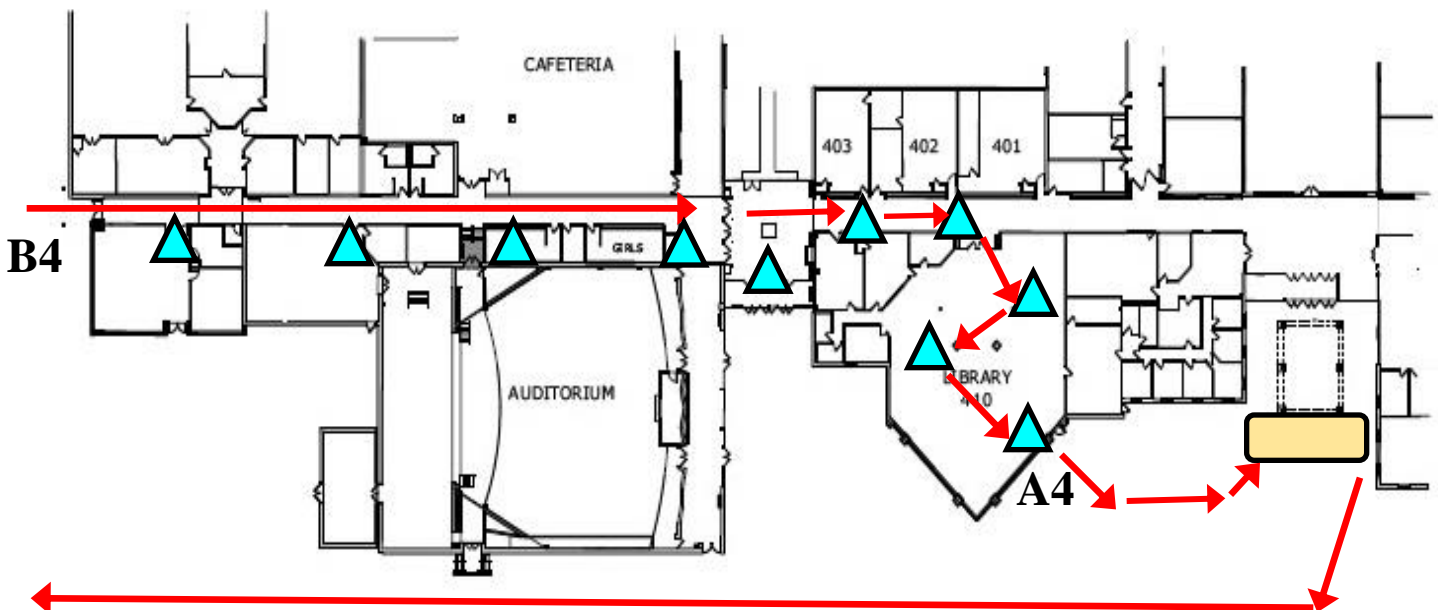 CAFETERIA
403
402
401
B4
GIRLS
AUDITORIUM
LIBRARY
410
A4